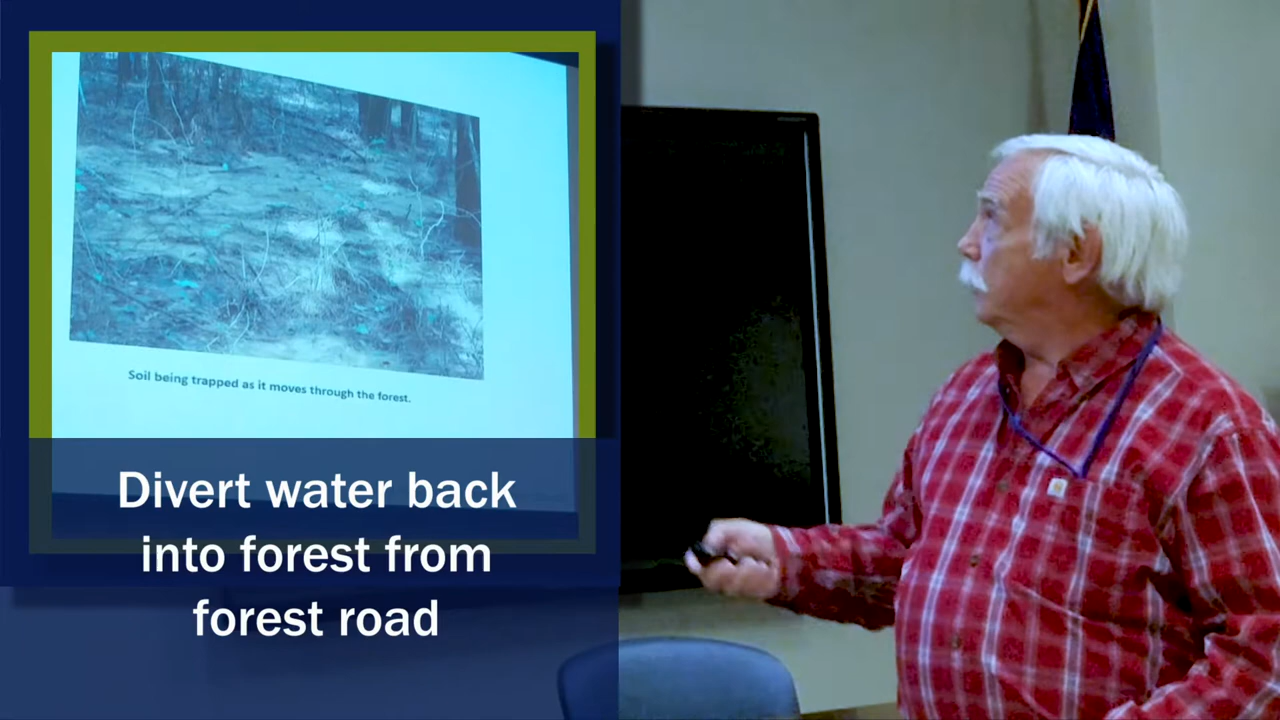 Soil being trapped as it moves through the forest.
Divert water back
into forest from
forest road